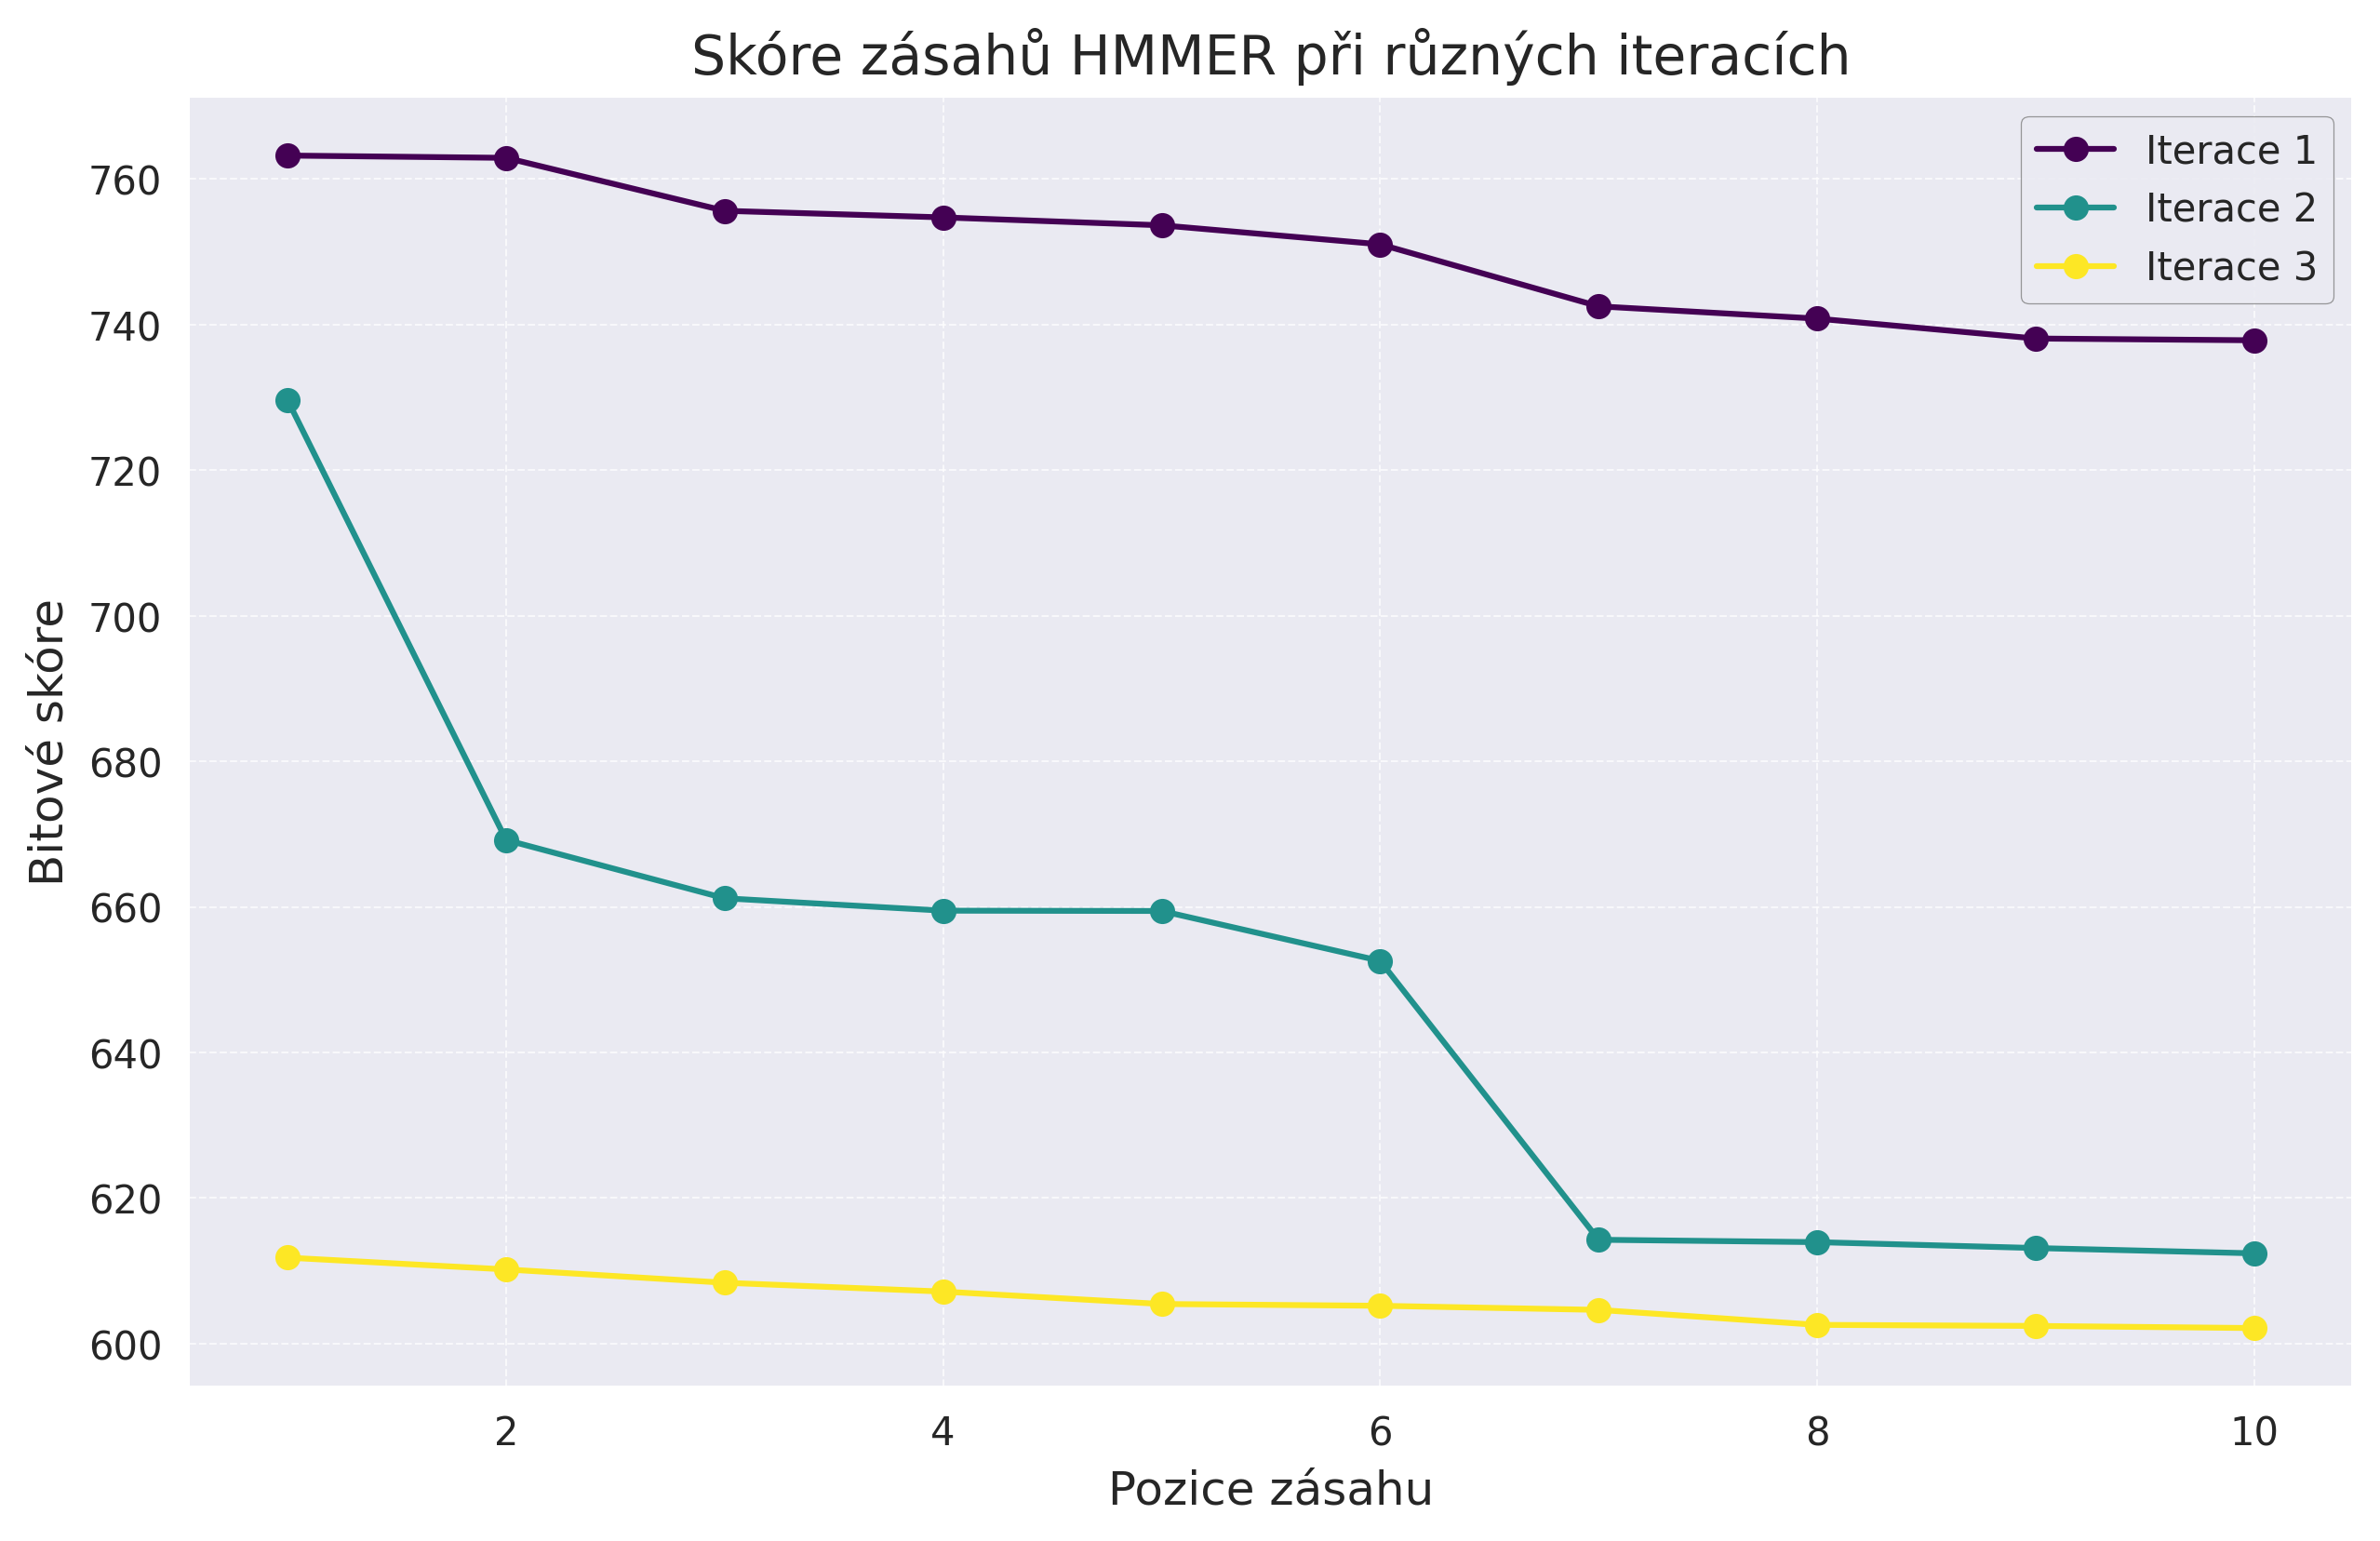 Skóre zásahů HMMER při různých iteracích
Iterace 1
Iterace 2
Iterace 3
Bitové skóre
760
740
720
700
680
660
640
620
600
2 4 6 8 10
Pozice zásahu